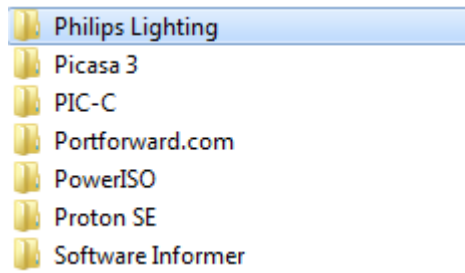 Philips Lighting
Picasa 3
PIC-C
Portforward.com
PowerISO
Proton SE
Software Informer